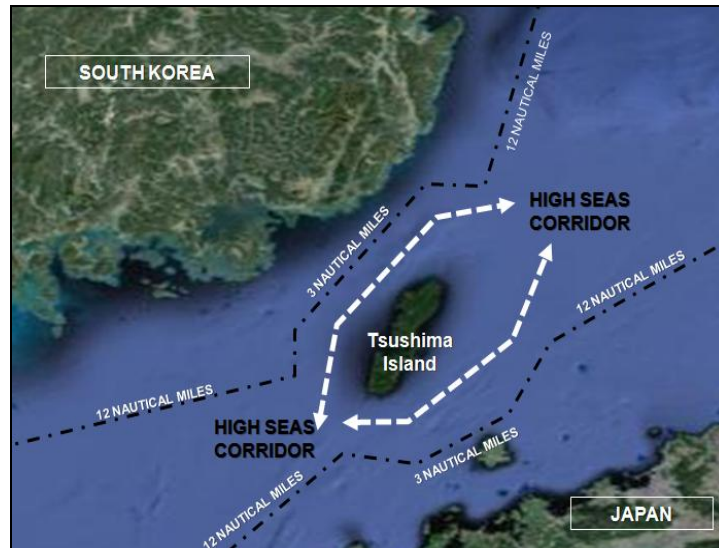 SOUTH KOREA
12 NAUTICAL MILES
HIGH SEAS
CORRIDOR
3 NAUTICAL MILES
12 NAUTICAL MILES
Tsushima
Island
12 NAUTICAL MILES
HIGH SEAS
CORRIDOR
3 NAUTICAL MILES
12 NAUTICAL MILES
JAPAN